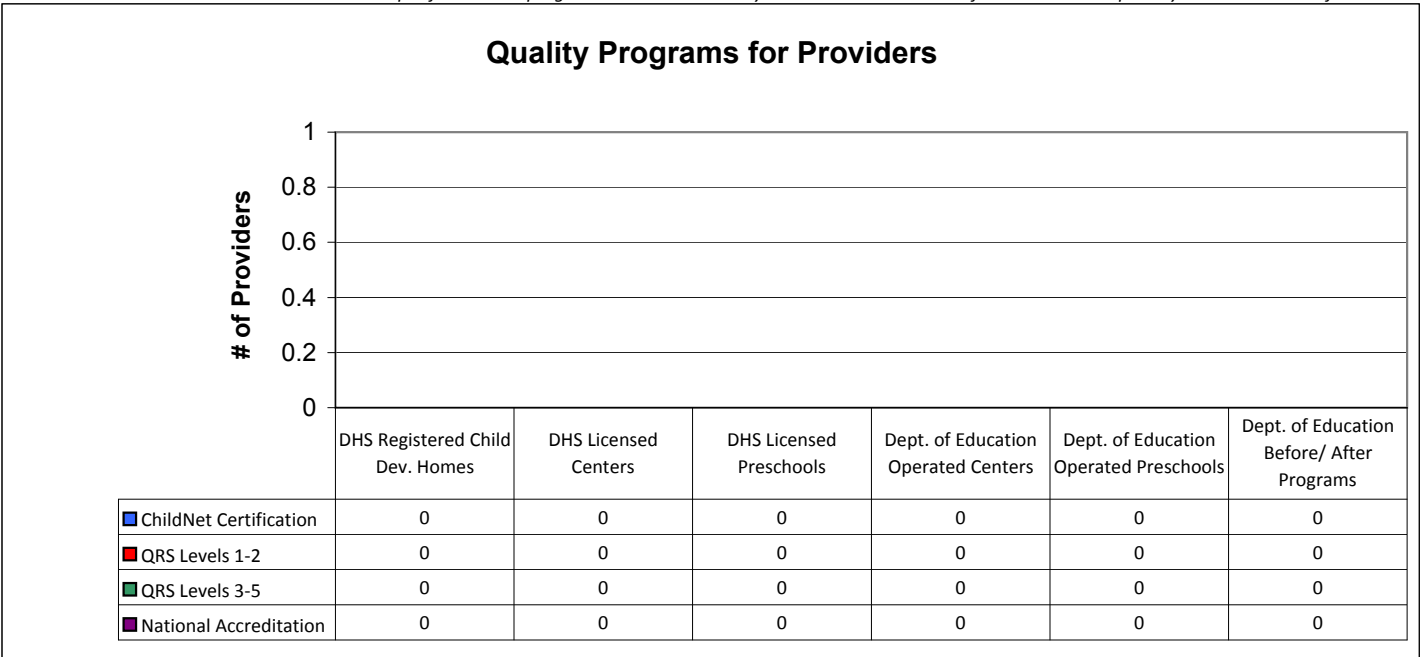 Quality Programs for Providers
# of Providers
1
0.8
0.6
0.4
0.2
0
DHS Registered Child
Dev. Homes
DHS Licensed
Centers
DHS Licensed
Preschools
Dept. of Education
Operated Centers
Dept. of Education
Operated Preschools
Dept. of Education
Before/ After
Programs
ChildNet Certification 0 0 0 0 0 0
QRS Levels 1-2 0 0 0 0 0 0
QRS Levels 3-5 0 0 0 0 0 0
National Accreditation 0 0 0 0 0 0